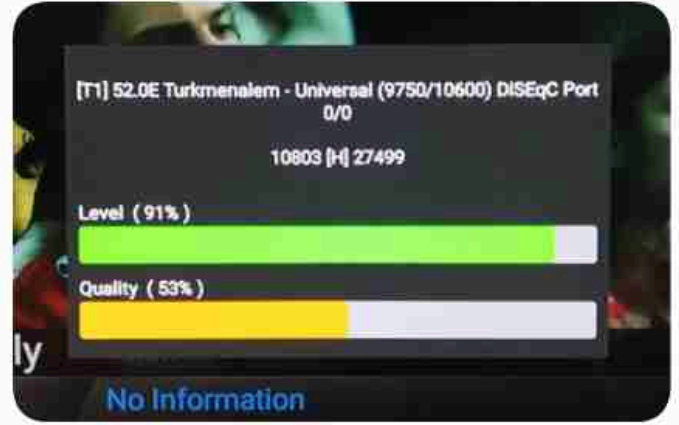 [T1] 52.0E Turkmenalem - Universal (9750/10600) DiSEqC Port
0/0
10803 [H] 27499
Level ( 91% )
Quality ( 53% )
ly
No Information